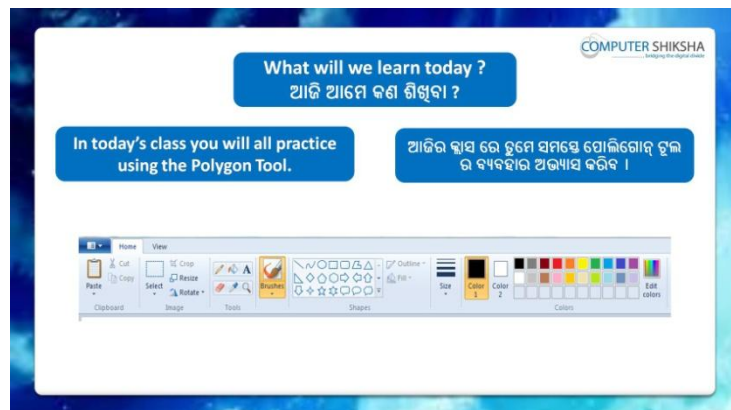 COMPUTER SHIKSHA
bridging the digital divide
What will we learn today ?
ଆଜି ଆମେ କଣ ଶିଖିବା ?
In today's class you will all practice
using the Polygon Tool.
ଆଜିର କ୍ଲାସ ରେ ତୁମେ ସମସ୍ତେ ପୋଲିଗୋନ୍ ଟୁଲ
ର ବ୍ୟବହାର ଅଭ୍ୟାସ କରିବ ।
Home View
Cut Crop Outline
Copy Resize Fill
Paste Select Rotate A Brushes Size Color 1 Color 2 Edit colors
Clipboard Image Tools Shapes Colors